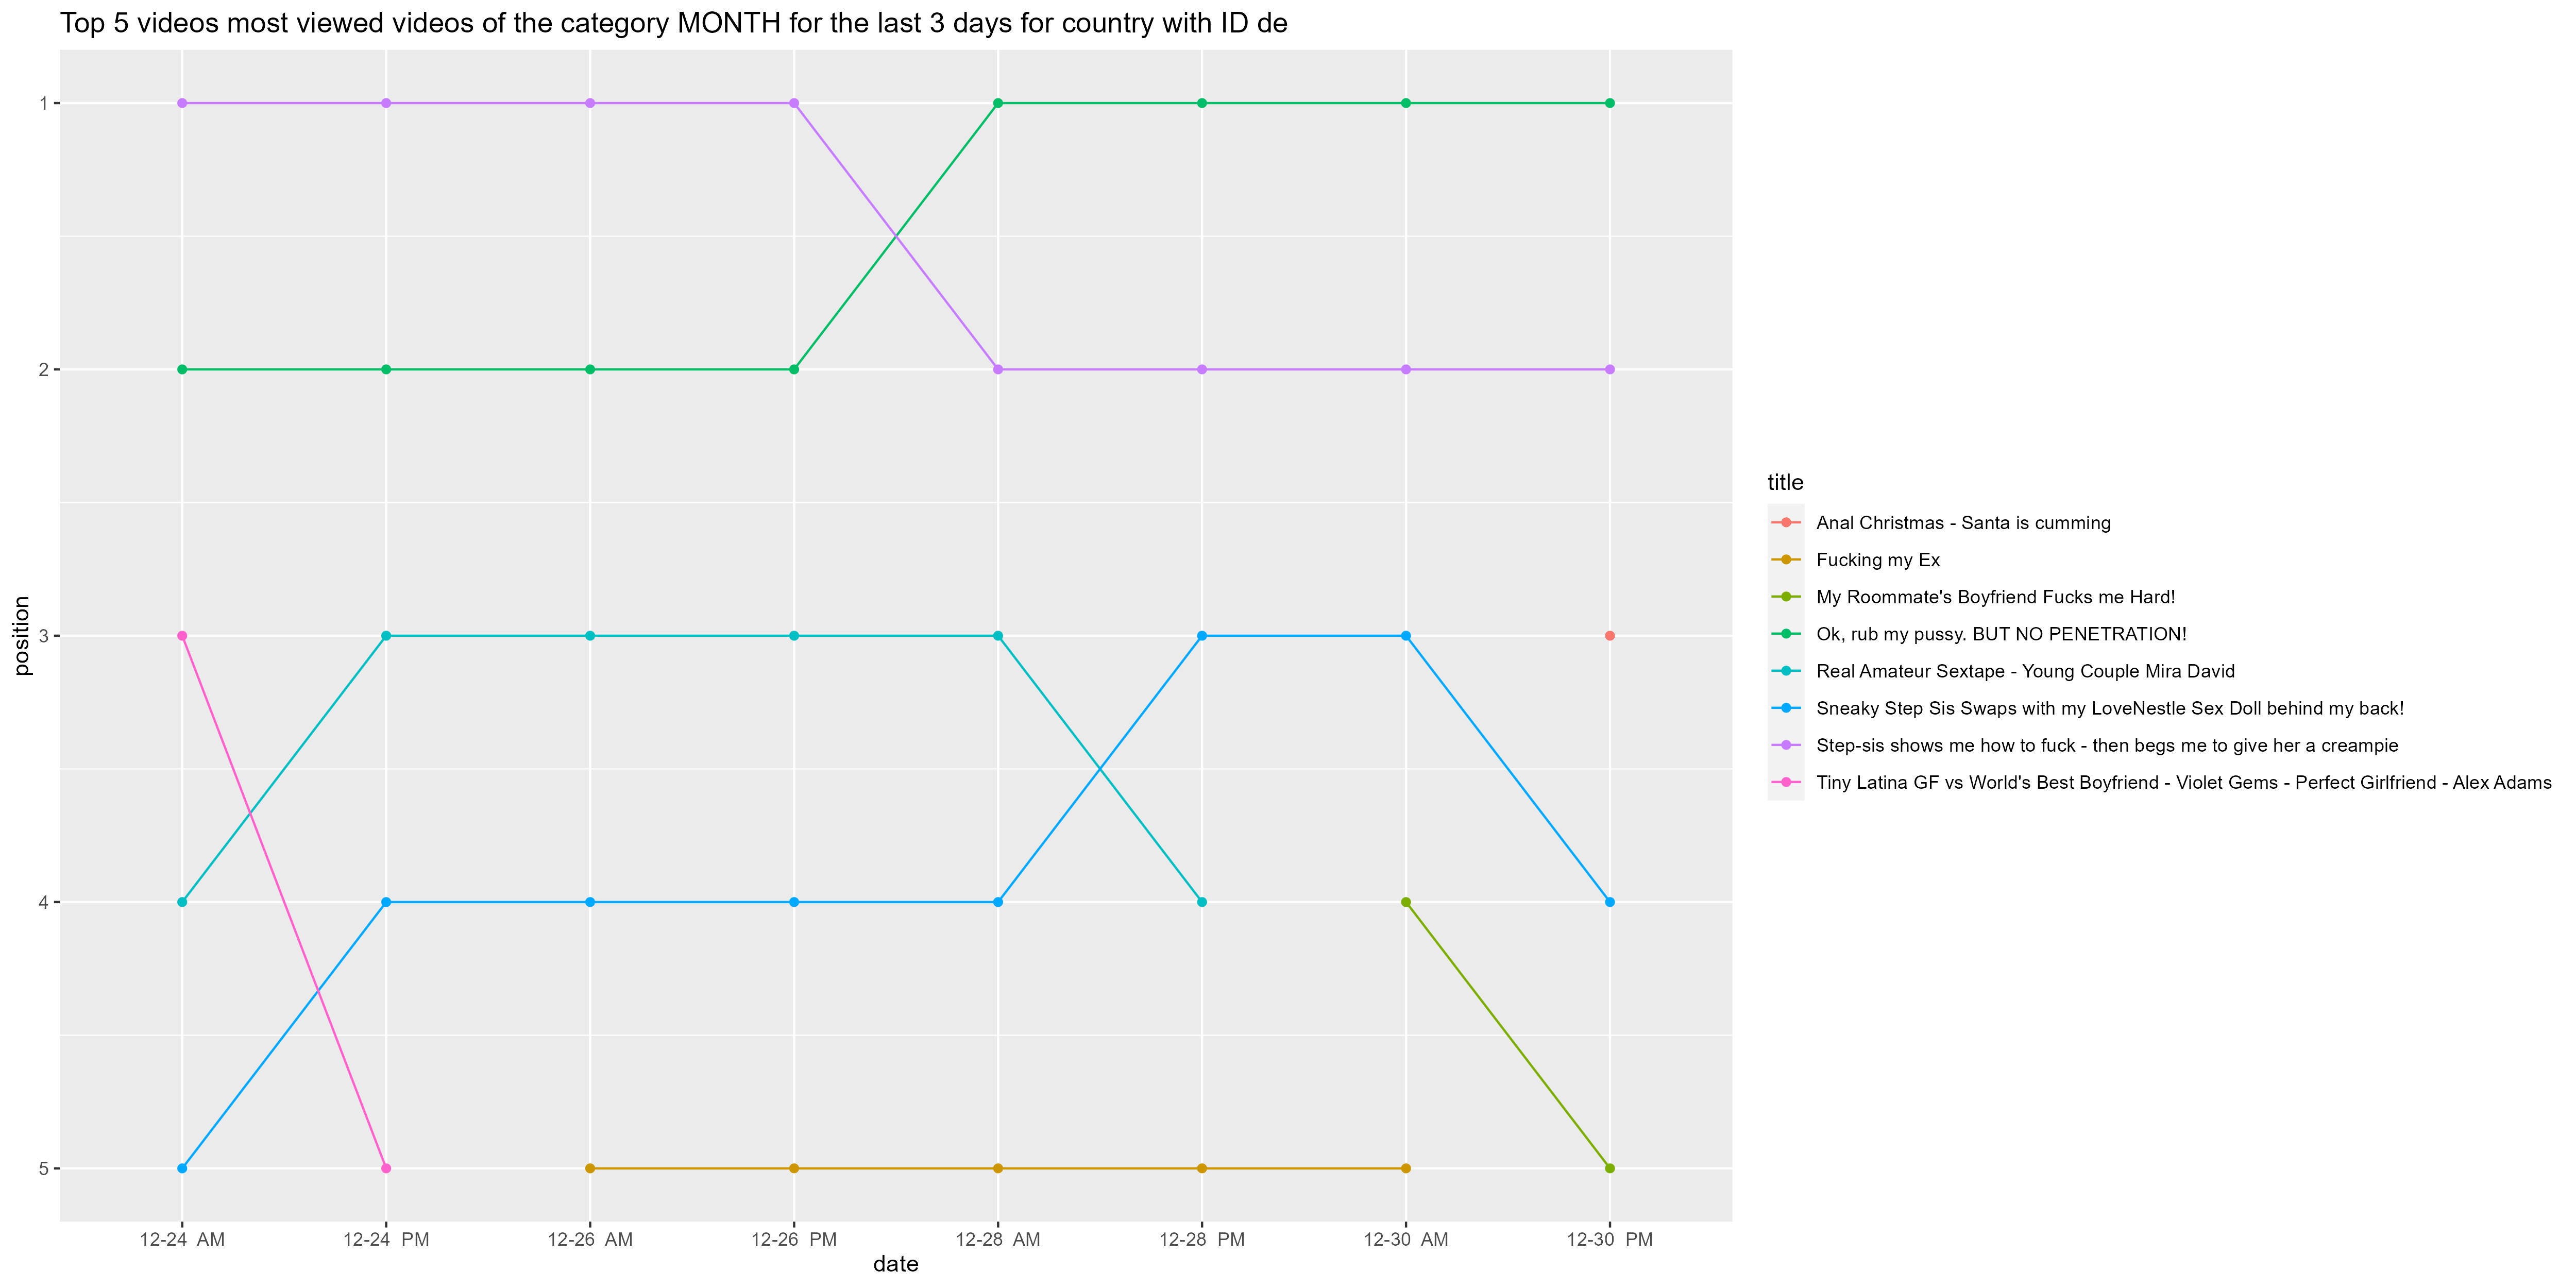 Top 5 videos most viewed videos of the category MONTH for the last 3 days for country with ID de
1
2
3
4
5
position
12-24 AM
12-24 PM
12-26 AM
12-26 PM
12-28 AM
12-28 PM
12-30 AM
12-30 PM
date
title
Anal Christmas - Santa is cumming
Fucking my Ex
My Roommate's Boyfriend Fucks me Hard!
Ok, rub my pussy. BUT NO PENETRATION!
Real Amateur Sextape - Young Couple Mira David
Sneaky Step Sis Swaps with my LoveNestle Sex Doll behind my back!
Step-sis shows me how to fuck - then begs me to give her a creampie
Tiny Latina GF vs World's Best Boyfriend - Violet Gems - Perfect Girlfriend - Alex Adams